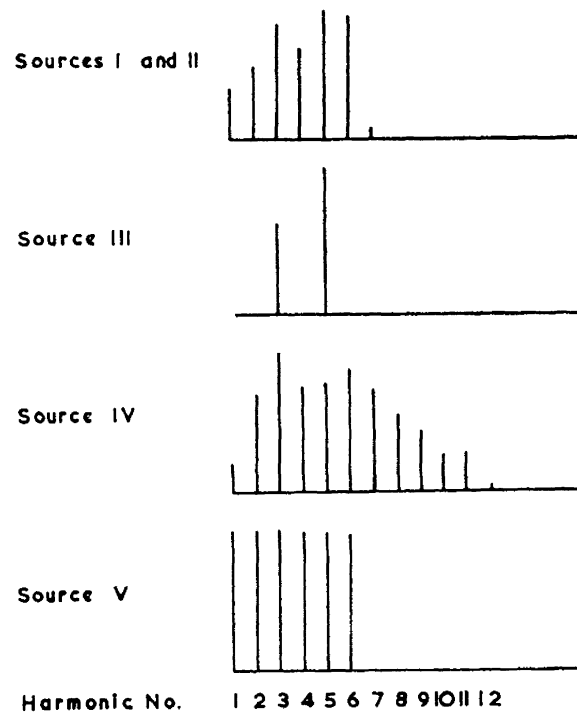 Sources I and II
Source III
Source IV
Source V
Harmonic No. 1 2 3 4 5 6 7 8 9 10 11 12